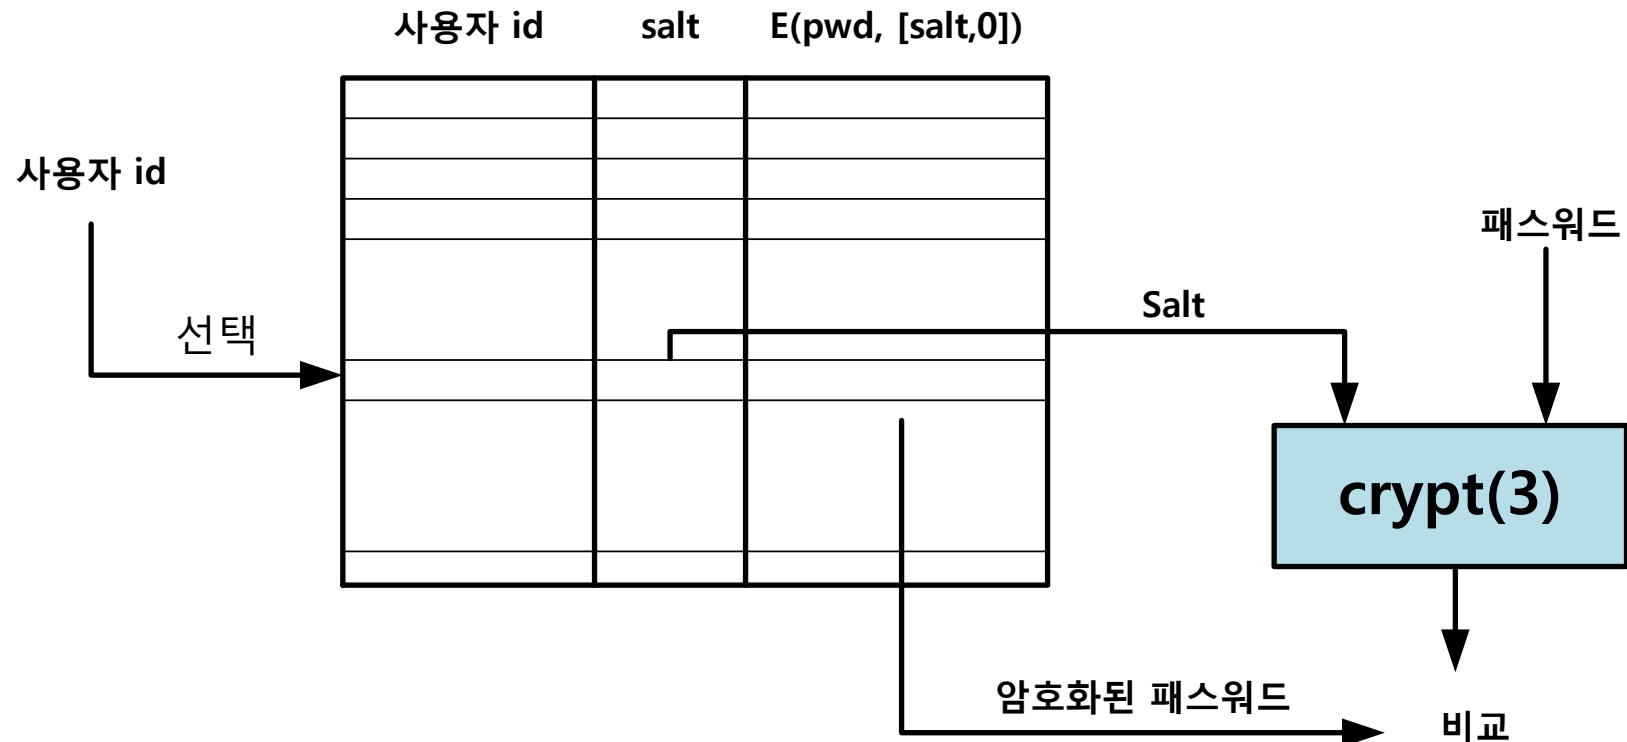 사용자 id
salt
E(pwd, [salt,0])
사용자 id
패스워드
Salt
선택
crypt(3)
암호화된 패스워드
비교